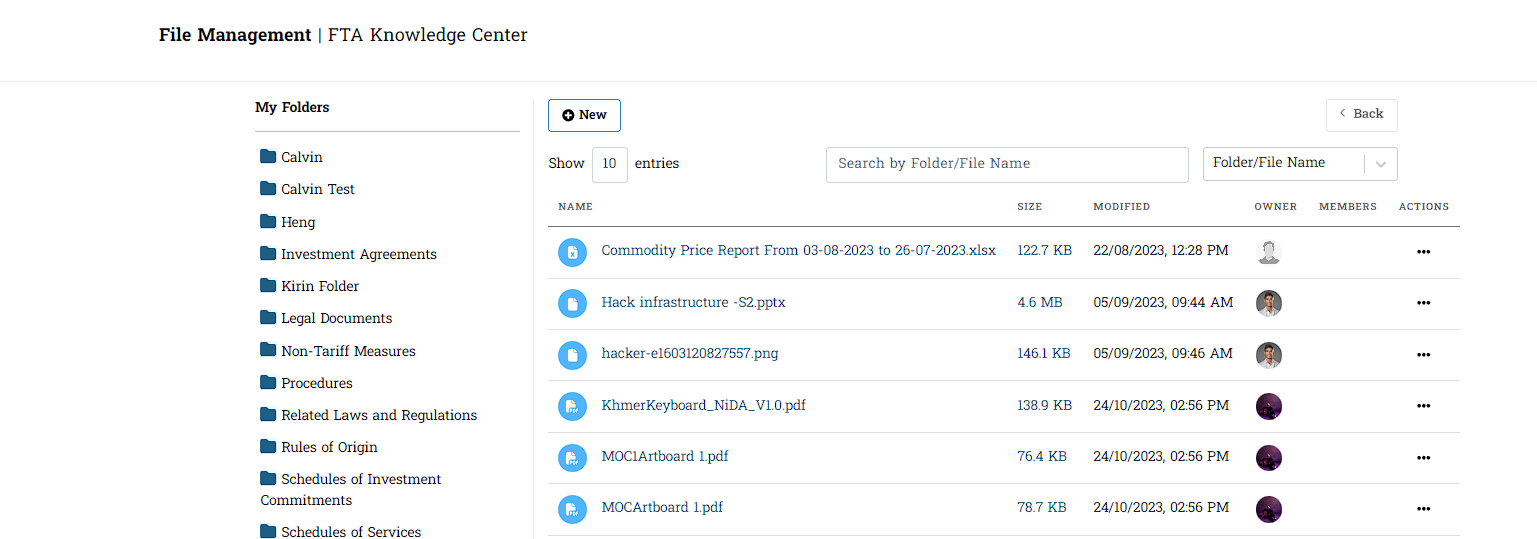 File Management | FTA Knowledge Center
My Folders
Calvin
Calvin Test
Heng
Investment Agreements
Kirin Folder
Legal Documents
Non-Tariff Measures
Procedures
Related Laws and Regulations
Rules of Origin
Schedules of Investment
Commitments
Schedules of Services
New
Back
Show 10 entries
Search by Folder/File Name
Folder/File Name
NAME SIZE MODIFIED OWNER MEMBERS ACTIONS
Commodity Price Report From 03-08-2023 to 26-07-2023.xlsx 122.7 KB 22/08/2023, 12:28 PM
Hack infrastructure -S2.pptx 4.6 MB 05/09/2023, 09:44 AM
hacker-e1603120827557.png 146.1 KB 05/09/2023, 09:46 AM
PDF KhmerKeyboard_NiDA_V1.0.pdf 138.9 KB 24/10/2023, 02:56 PM
PDF MOC1Artboard 1.pdf 76.4 KB 24/10/2023, 02:56 PM
PDF MOCArtboard 1.pdf 78.7 KB 24/10/2023, 02:56 PM